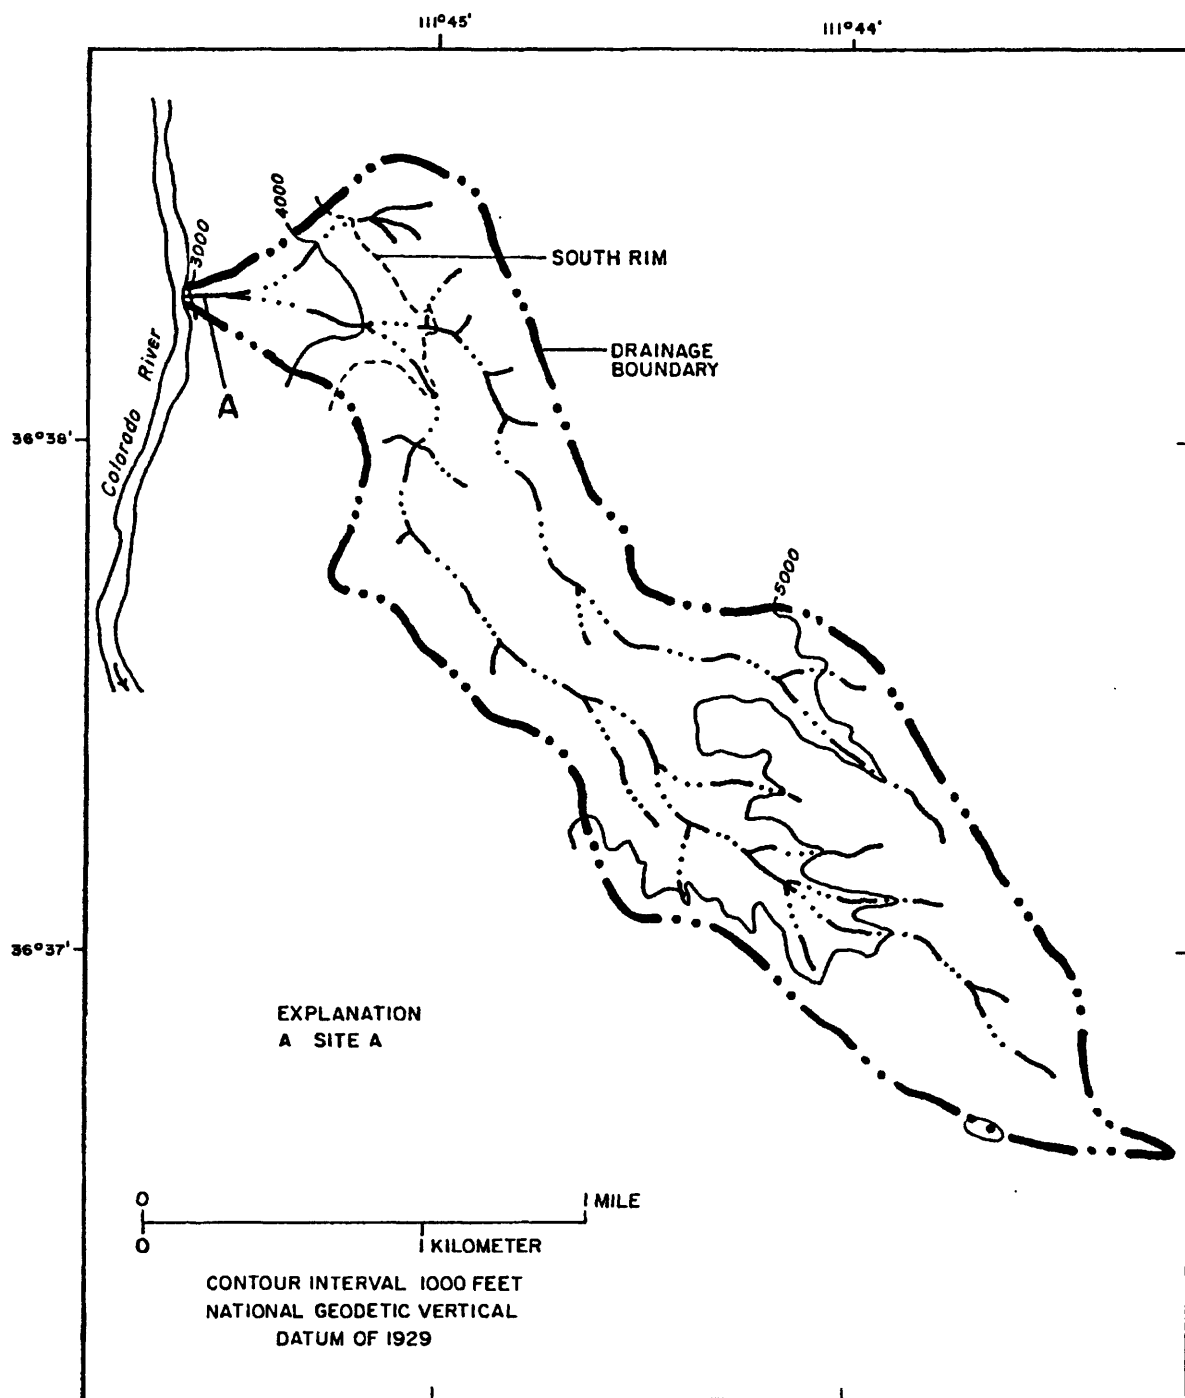 111°45'
111°44'
4000
3000
SOUTH RIM
DRAINAGE
BOUNDARY
Colorado River
A
36°38'
5000
36°37'
EXPLANATION
A SITE A
0
1 MILE
0
1 KILOMETER
CONTOUR INTERVAL 1000 FEET
NATIONAL GEODETIC VERTICAL
DATUM OF 1929